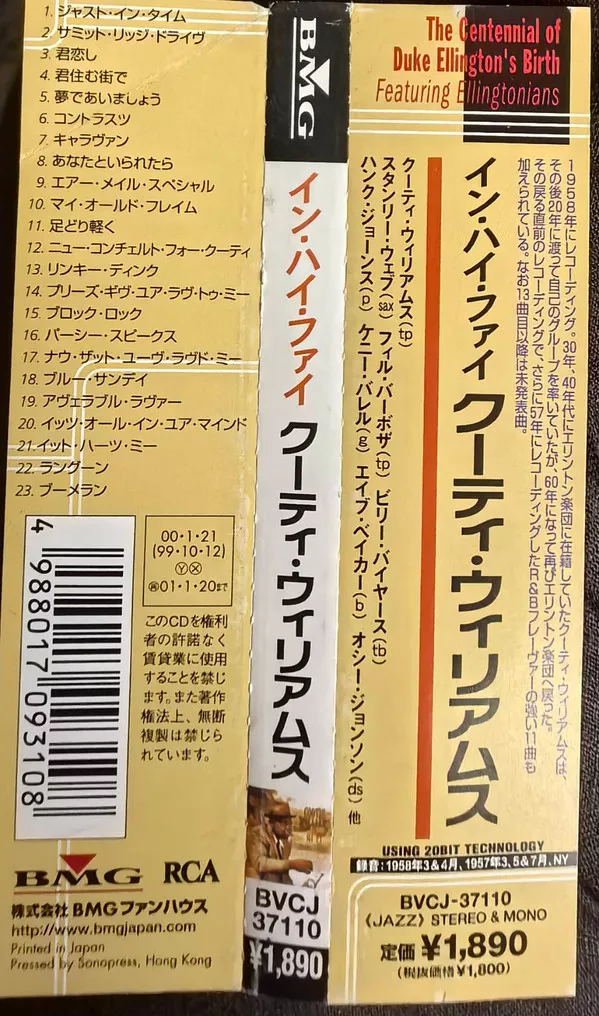 1. ジャスト・イン・タイム
2. サミット・リッジ・ドライヴ
3. 君恋し
4. 君住む街で
5. 夢であいましょう
6. コントラスツ
7. キャラヴァン
8. あなたといられたら
9. エアー・メイル・スペシャル
10. マイ・オールド・フレイム
11. 足どり軽く
12. ニュー・コンチェルト・フォー・クーティ
13. リンキー・ディンク
14. プリーズ・ギヴ・ユア・ラヴ・トゥ・ミー
15. ブロック・ロック
16. パーシー・スピークス
17. ナウ・ザット・ユーヴ・ラヴド・ミー
18. ブルー・サンデイ
19. アヴェラブル・ラヴァー
20. イッツ・オール・イン・ユア・マインド
21. イット・ハーツ・ミー
22. ラングーン
23. ブーメラン
4 988017 093108
00・1・21
(99・10・12)
Ⓨ Ⓧ
01・1・20まで
このCDを権利
者の許諾なく
賃貸業に使用
することを禁じ
ます。また著作
権法上、無断
複製は禁じら
れています。
BMG RCA
株式会社 BMGファンハウス
http://www.bmgjapan.com
Printed in Japan
Pressed by Sonopress, Hong Kong
BMG
イン・ハイ・ファイ クーティ・ウィリアムス
BVCJ
37110
¥1,890
The Centennial of
Duke Ellington's Birth
Featuring Ellingtonians
1958年にレコーディング。30年、40年代にエリントン楽団に在籍していたクーティ・ウィリアムスは、
その後20年に渡って自己のグループを率いていたが、60年になって再びエリントン楽団へ戻った。
その戻る直前のレコーディングで、さらに57年にレコーディングしたR&Bフレーヴァーの強い11曲も
加えられている。なお13曲目以降は未発表曲。
イン・ハイ・ファイ クーティ・ウィリアムス
クーティ・ウィリアムス(tp)
スタンリー・ウェブ(sax) フィル・バーボザ(tp) ビリー・バイヤース(tb)
ハンク・ジョーンズ(p) ケニー・バレル(g) エイブ・ベイカー(b) オシー・ジョンソン(ds) 他
USING 20BIT TECHNOLOGY
録音:1958年3&4月、1957年3、5&7月、NY
BVCJ-37110
〈JAZZ〉 STEREO & MONO
定価 ¥1,890
(税抜価格¥1,800)